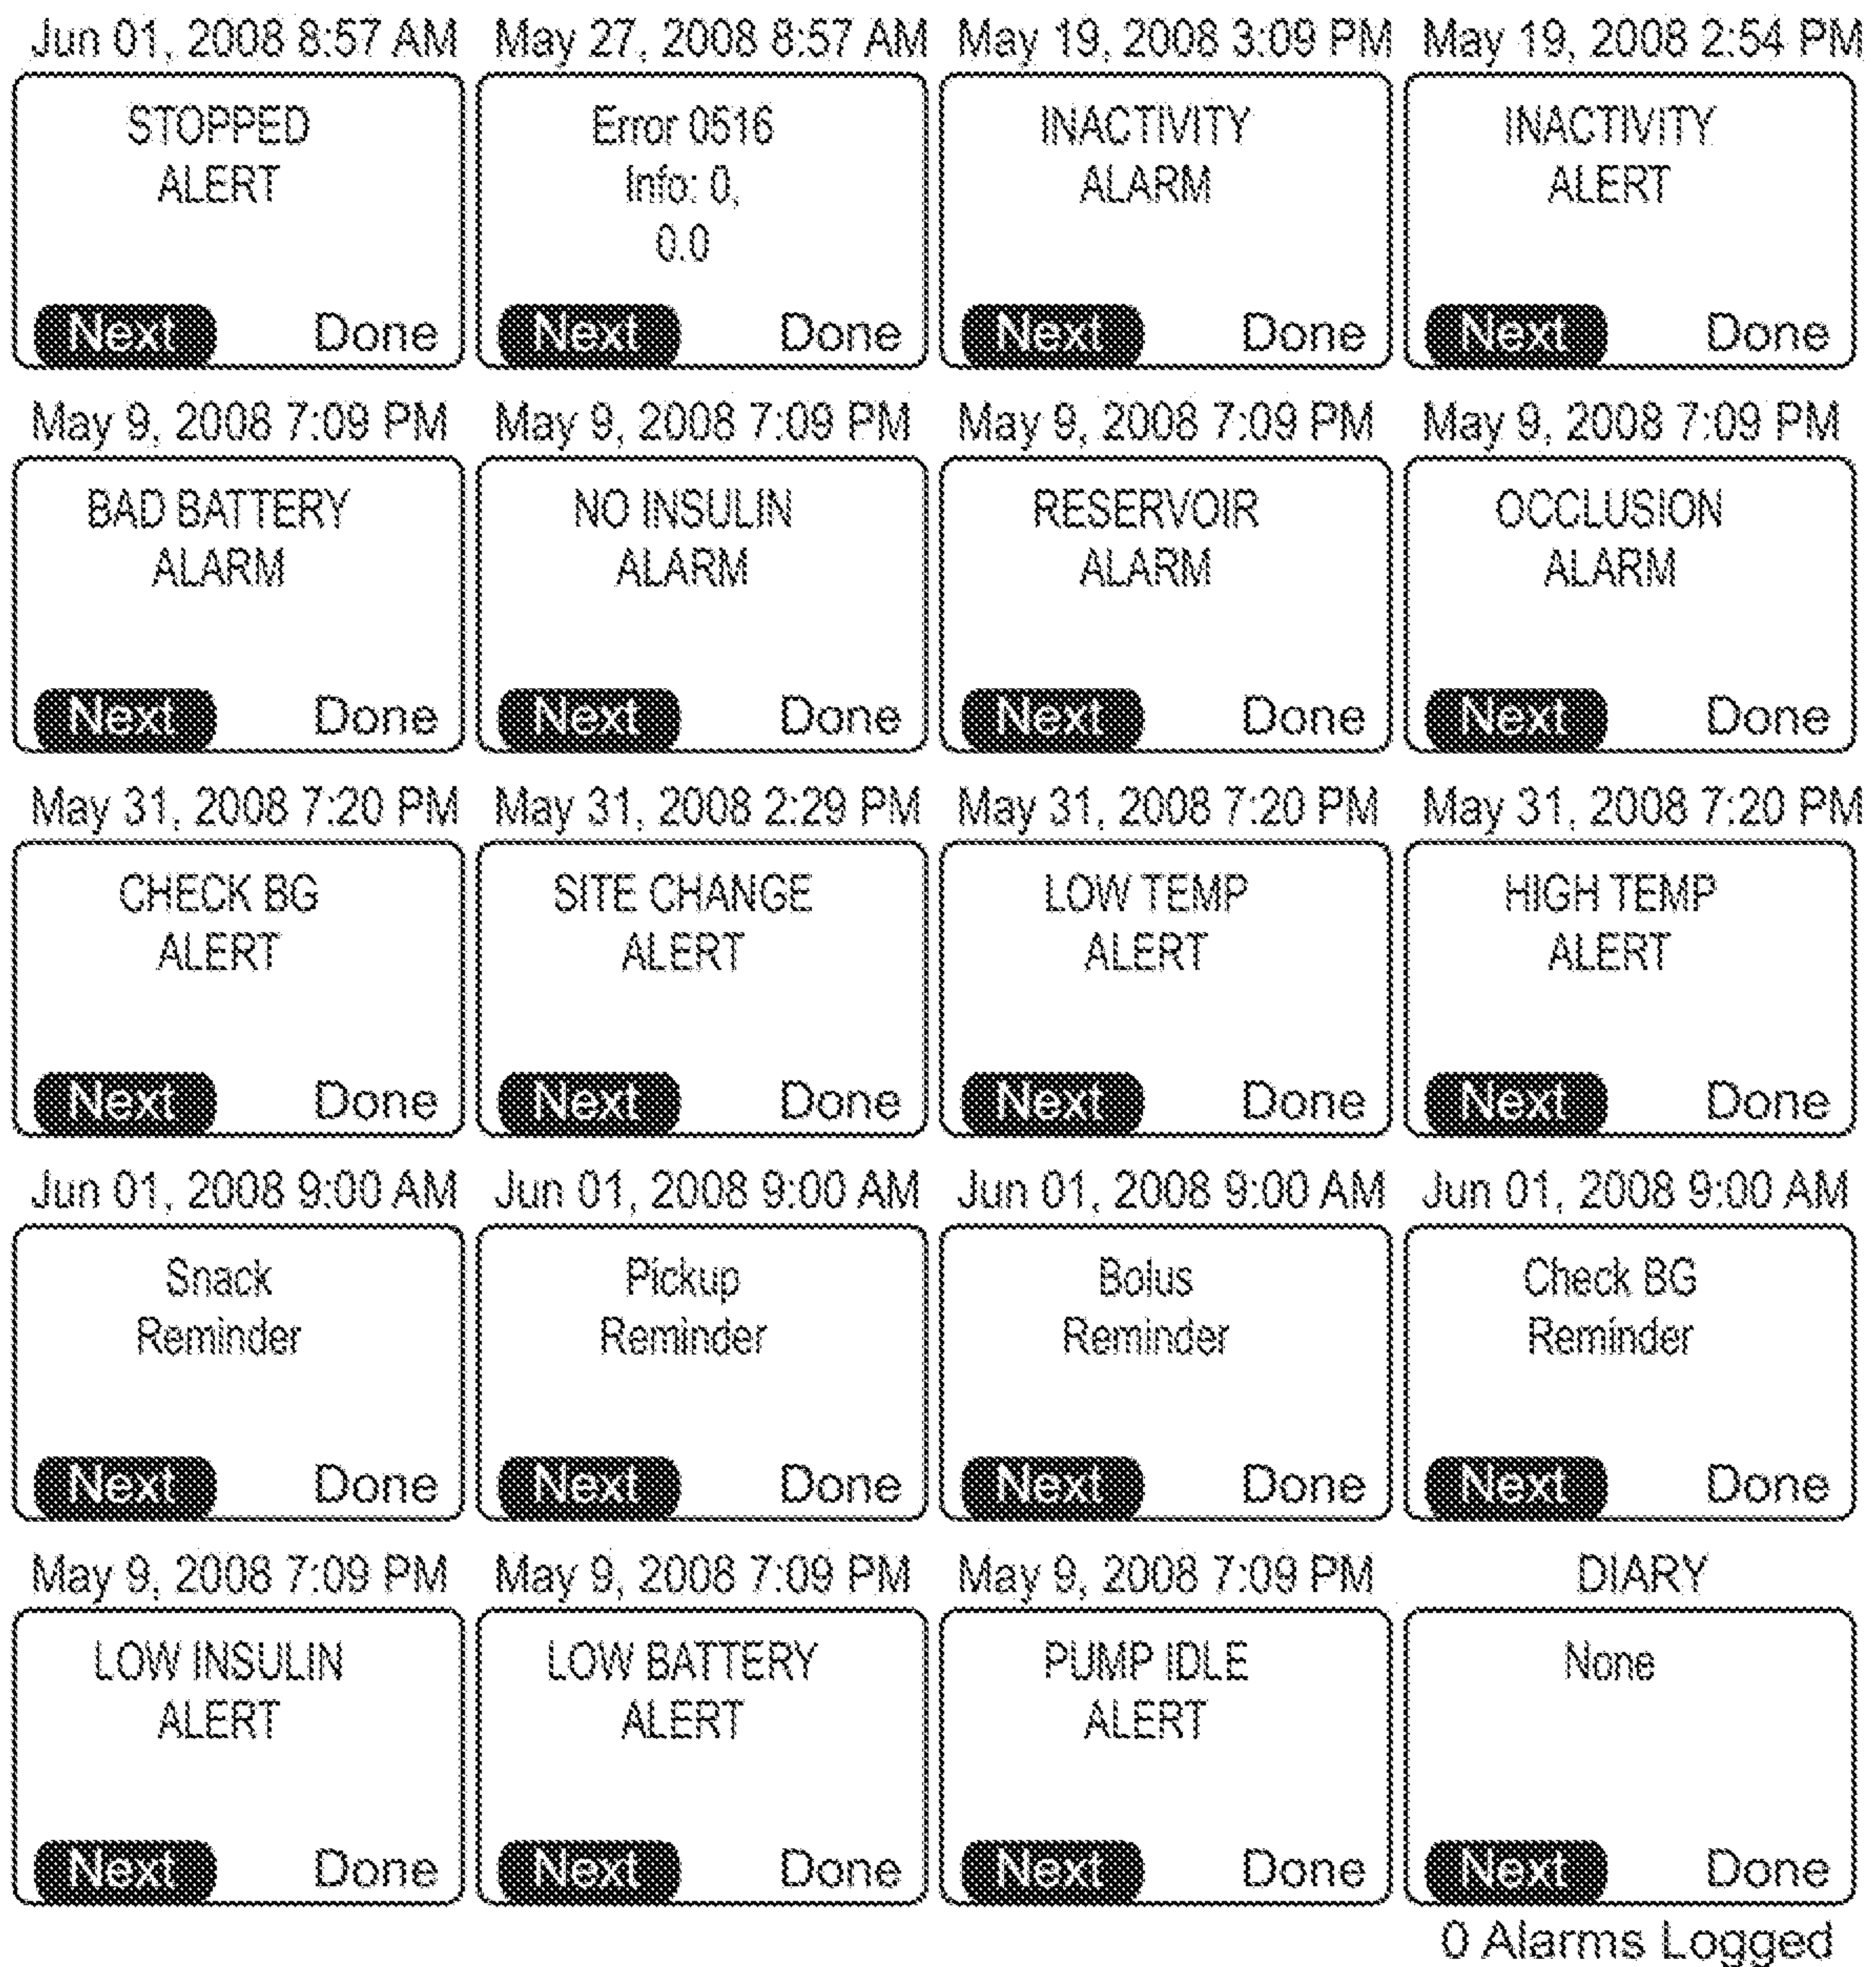 Jun 01, 2008 8:57 AM
STOPPED
ALERT
Next Done
May 27, 2008 8:57 AM
Error 0516
Info: 0,
0.0
Next Done
May 19, 2008 3:09 PM
INACTIVITY
ALARM
Next Done
May 19, 2008 2:54 PM
INACTIVITY
ALERT
Next Done
May 9, 2008 7:09 PM
BAD BATTERY
ALARM
Next Done
May 9, 2008 7:09 PM
NO INSULIN
ALARM
Next Done
May 9, 2008 7:09 PM
RESERVOIR
ALARM
Next Done
May 9, 2008 7:09 PM
OCCLUSION
ALARM
Next Done
May 31, 2008 7:20 PM
CHECK BG
ALERT
Next Done
May 31, 2008 2:29 PM
SITE CHANGE
ALERT
Next Done
May 31, 2008 7:20 PM
LOW TEMP
ALERT
Next Done
May 31, 2008 7:20 PM
HIGH TEMP
ALERT
Next Done
Jun 01, 2008 9:00 AM
Snack
Reminder
Next Done
Jun 01, 2008 9:00 AM
Pickup
Reminder
Next Done
Jun 01, 2008 9:00 AM
Bolus
Reminder
Next Done
Jun 01, 2008 9:00 AM
Check BG
Reminder
Next Done
May 9, 2008 7:09 PM
LOW INSULIN
ALERT
Next Done
May 9, 2008 7:09 PM
LOW BATTERY
ALERT
Next Done
May 9, 2008 7:09 PM
PUMP IDLE
ALERT
Next Done
DIARY
None
Next Done
0 Alarms Logged